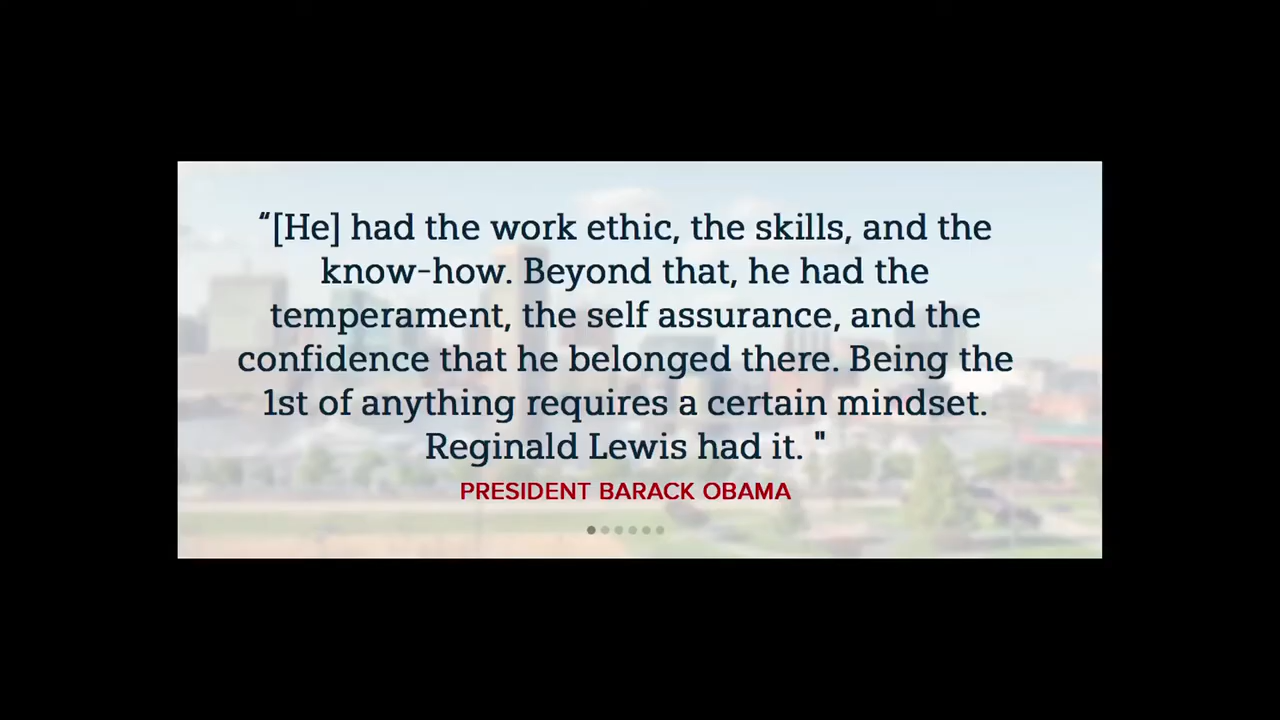 “[He] had the work ethic, the skills, and the
know-how. Beyond that, he had the
temperament, the self assurance, and the
confidence that he belonged there. Being the
1st of anything requires a certain mindset.
Reginald Lewis had it. "
PRESIDENT BARACK OBAMA